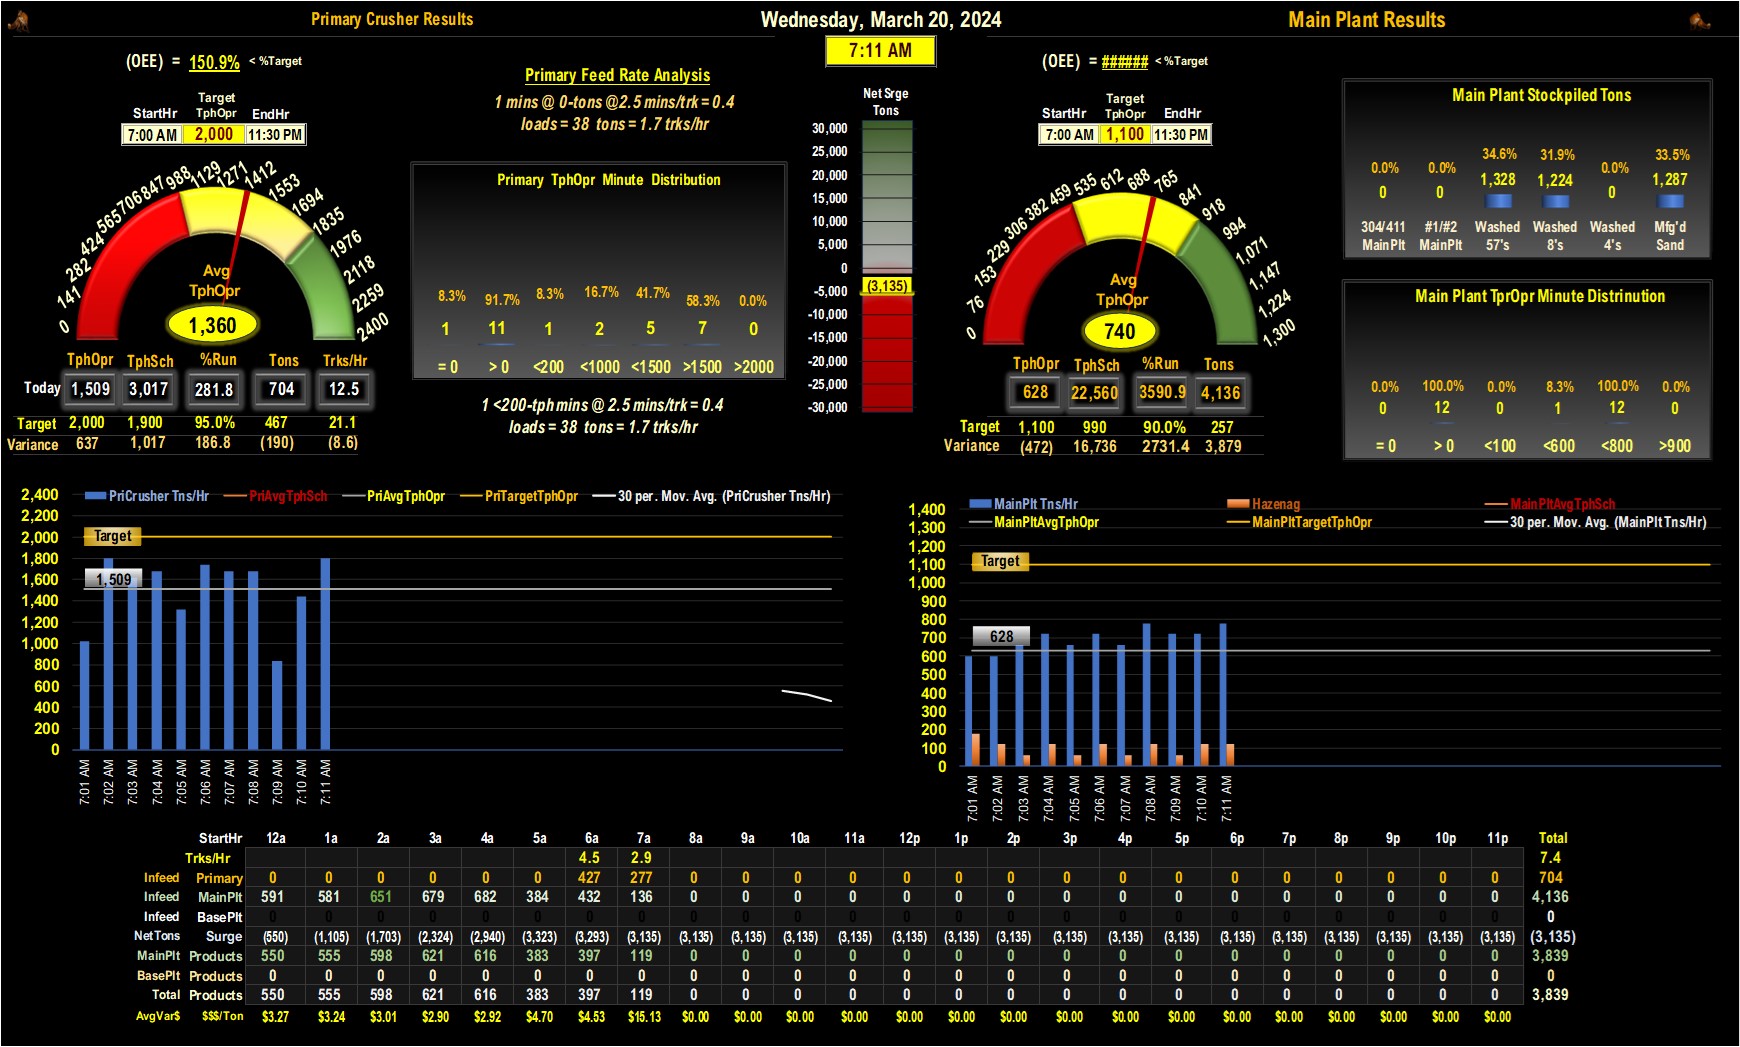 Primary Crusher Results
Wednesday, March 20, 2024
Main Plant Results
7:11 AM
(OEE) = 150.9% < %Target
StartHr Target TphOpr EndHr
7:00 AM 2,000 11:30 PM
0 141 282 424 565 706 847 988 1129 1271 1412 1553 1694 1835 1976 2118 2259 2400
Avg
TphOpr
1,360
TphOpr TphSch %Run Tons Trks/Hr
Today 1,509 3,017 281.8 704 12.5
Target 2,000 1,900 95.0% 467 21.1
Variance 637 1,017 186.8 (190) (8.6)
Primary Feed Rate Analysis
1 mins @ 0-tons @2.5 mins/trk = 0.4
loads = 38 tons = 1.7 trks/hr
Primary TphOpr Minute Distribution
8.3% 91.7% 8.3% 16.7% 41.7% 58.3% 0.0%
1 11 1 2 5 7 0
= 0 > 0 <200 <1000 <1500 >1500 >2000
1 <200-tph mins @ 2.5 mins/trk = 0.4
loads = 38 tons = 1.7 trks/hr
Net Srge
Tons
30,000
25,000
20,000
15,000
10,000
5,000
0
(3,135)
-5,000
-10,000
-15,000
-20,000
-25,000
-30,000
(OEE) = ###### < %Target
StartHr Target TphOpr EndHr
7:00 AM 1,100 11:30 PM
0 76 153 229 306 382 459 535 612 688 765 841 918 994 1,071 1,147 1,224 1,300
Avg
TphOpr
740
TphOpr TphSch %Run Tons
628 22,560 3590.9 4,136
Target 1,100 990 90.0% 257
Variance (472) 16,736 2731.4 3,879
Main Plant Stockpiled Tons
0.0% 0.0% 34.6% 31.9% 0.0% 33.5%
0 0 1,328 1,224 0 1,287
304/411 #1/#2 Washed Washed Washed Mfg'd
MainPlt MainPlt 57's 8's 4's Sand
Main Plant TprOpr Minute Distrinution
0.0% 100.0% 0.0% 8.3% 100.0% 0.0%
0 12 0 1 12 0
= 0 > 0 <100 <600 <800 >900
PriCrusher Tns/Hr PriAvgTphSch PriAvgTphOpr PriTargetTphOpr 30 per. Mov. Avg. (PriCrusher Tns/Hr)
2,400
2,200
2,000
1,800
1,600
1,400
1,200
1,000
800
600
400
200
0
Target
1,509
7:01 AM 7:02 AM 7:03 AM 7:04 AM 7:05 AM 7:06 AM 7:07 AM 7:08 AM 7:09 AM 7:10 AM 7:11 AM
MainPlt Tns/Hr Hazenag MainPltAvgTphSch
MainPltAvgTphOpr MainPltTargetTphOpr 30 per. Mov. Avg. (MainPlt Tns/Hr)
1,400
1,300
1,200
1,100
1,000
900
800
700
600
500
400
300
200
100
0
Target
628
7:01 AM 7:02 AM 7:03 AM 7:04 AM 7:05 AM 7:06 AM 7:07 AM 7:08 AM 7:09 AM 7:10 AM 7:11 AM
StartHr 12a 1a 2a 3a 4a 5a 6a 7a 8a 9a 10a 11a 12p 1p 2p 3p 4p 5p 6p 7p 8p 9p 10p 11p Total
Trks/Hr 4.5 2.9 7.4
Infeed Primary 0 0 0 0 0 0 427 277 0 0 0 0 0 0 0 0 0 0 0 0 0 0 0 0 704
Infeed MainPlt 591 581 651 679 682 384 432 136 0 0 0 0 0 0 0 0 0 0 0 0 0 0 0 0 4,136
Infeed BasePlt 0 0 0 0 0 0 0 0 0 0 0 0 0 0 0 0 0 0 0 0 0 0 0 0 0
NetTons Surge (550) (1,105) (1,703) (2,324) (2,940) (3,323) (3,293) (3,135) (3,135) (3,135) (3,135) (3,135) (3,135) (3,135) (3,135) (3,135) (3,135) (3,135) (3,135) (3,135) (3,135) (3,135) (3,135) (3,135) (3,135)
MainPlt Products 550 555 598 621 616 383 397 119 0 0 0 0 0 0 0 0 0 0 0 0 0 0 0 0 3,839
BasePlt Products 0 0 0 0 0 0 0 0 0 0 0 0 0 0 0 0 0 0 0 0 0 0 0 0 0
Total Products 550 555 598 621 616 383 397 119 0 0 0 0 0 0 0 0 0 0 0 0 0 0 0 0 3,839
AvgVar$ $$$/Ton $3.27 $3.24 $3.01 $2.90 $2.92 $4.70 $4.53 $15.13 $0.00 $0.00 $0.00 $0.00 $0.00 $0.00 $0.00 $0.00 $0.00 $0.00 $0.00 $0.00 $0.00 $0.00 $0.00 $0.00